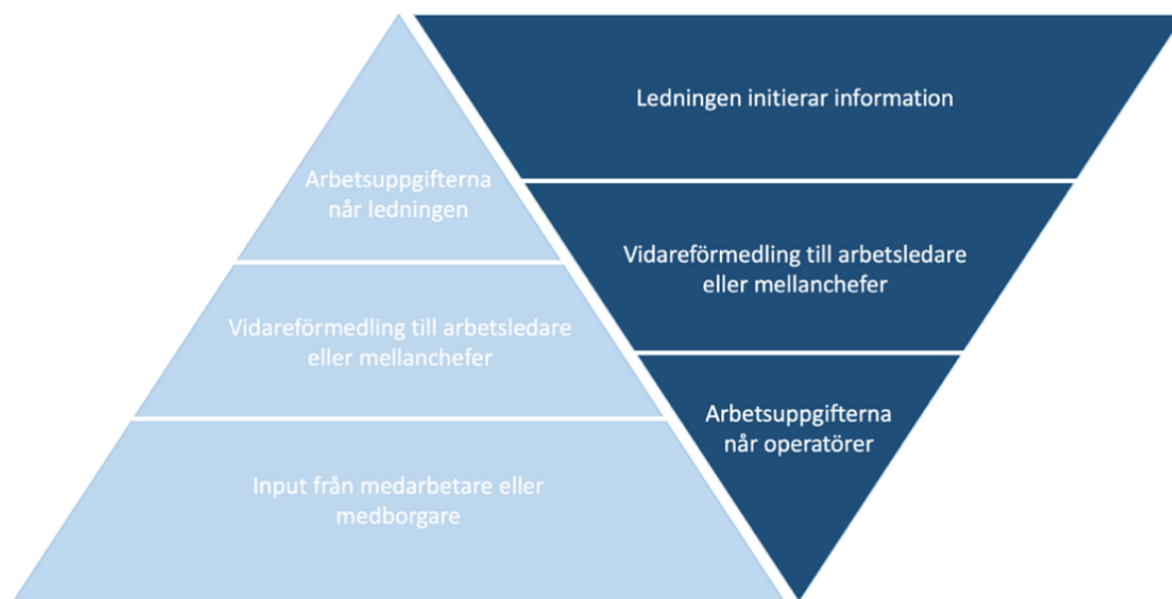 Arbetsuppgifterna
når ledningen
Vidareförmedling till arbetsledare
eller mellanchefer
Input från medarbetare eller
medborgare
Ledningen initierar information
Vidareförmedling till arbetsledare
eller mellanchefer
Arbetsuppgifterna
når operatörer